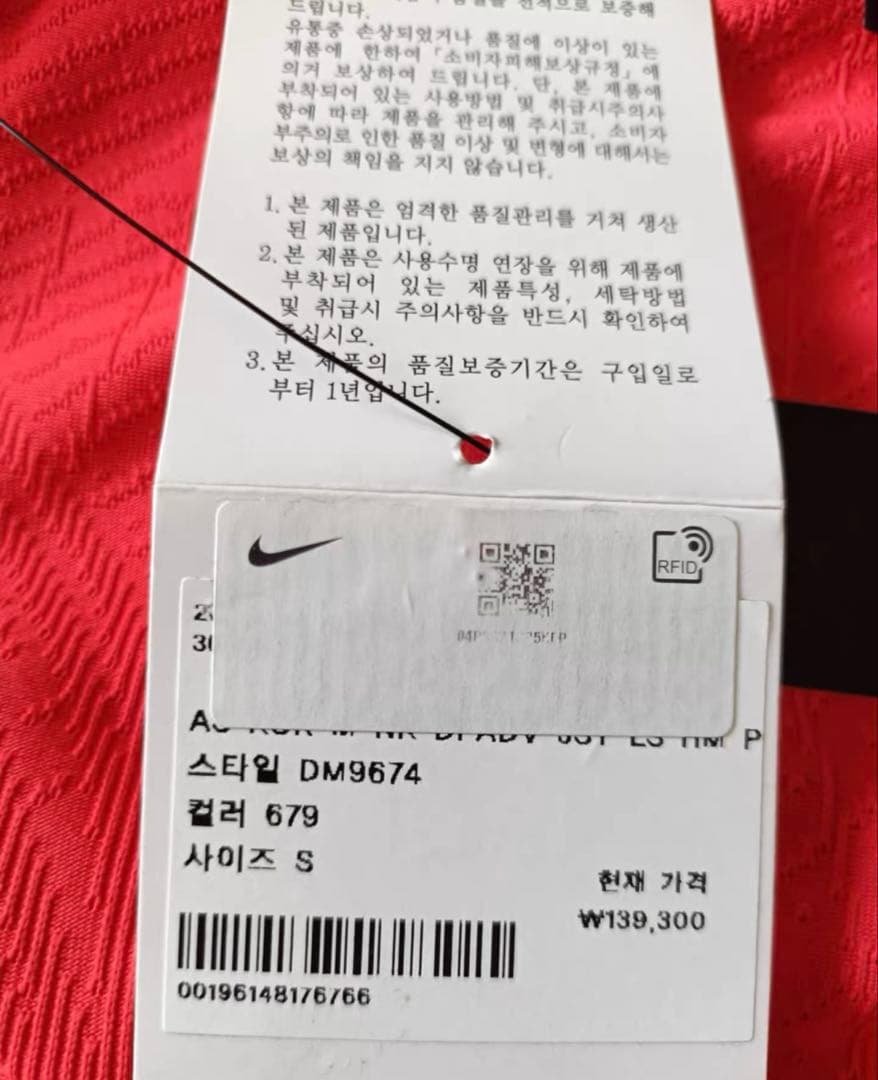 드립니다.
유통중 손상되었거나 품질에 이상이 있는
제품에 한하여 「소비자피해보상규정」에
의거 보상하여 드립니다. 단, 본 제품에
부착되어 있는 사용방법 및 취급시주의사
항에 따라 제품을 관리해 주시고, 소비자
부주의로 인한 품질 이상 및 변형에 대해서는
보상의 책임을 지지 않습니다.
1. 본 제품은 엄격한 품질관리를 거쳐 생산
된 제품입니다.
2. 본 제품은 사용수명 연장을 위해 제품에
부착되어 있는 제품특성, 세탁방법
및 취급시 주의사항을 반드시 확인하여
주십시오.
3. 본 제품의 품질보증기간은 구입일로
부터 1년입니다.
RFID
스타일 DM9674
컬러 679
사이즈 S
현재 가격
₩139,300
00196148176766